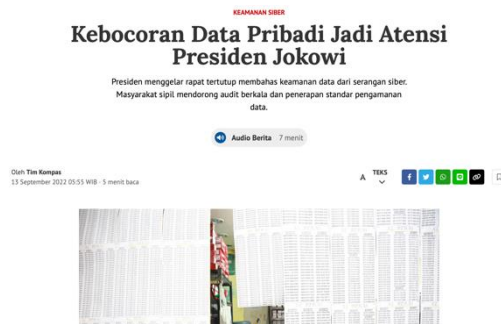 KEAMANAN SIBER
Kebocoran Data Pribadi Jadi Atensi
Presiden Jokowi
Presiden menggelar rapat tertutup membahas keamanan data dari serangan siber.
Masyarakat sipil mendorong audit berkala dan penerapan standar pengamanan
data.
Audio Berita 7 menit
Oleh Tim Kompas
13 September 2022 05:55 WIB · 5 menit baca
A TEKS